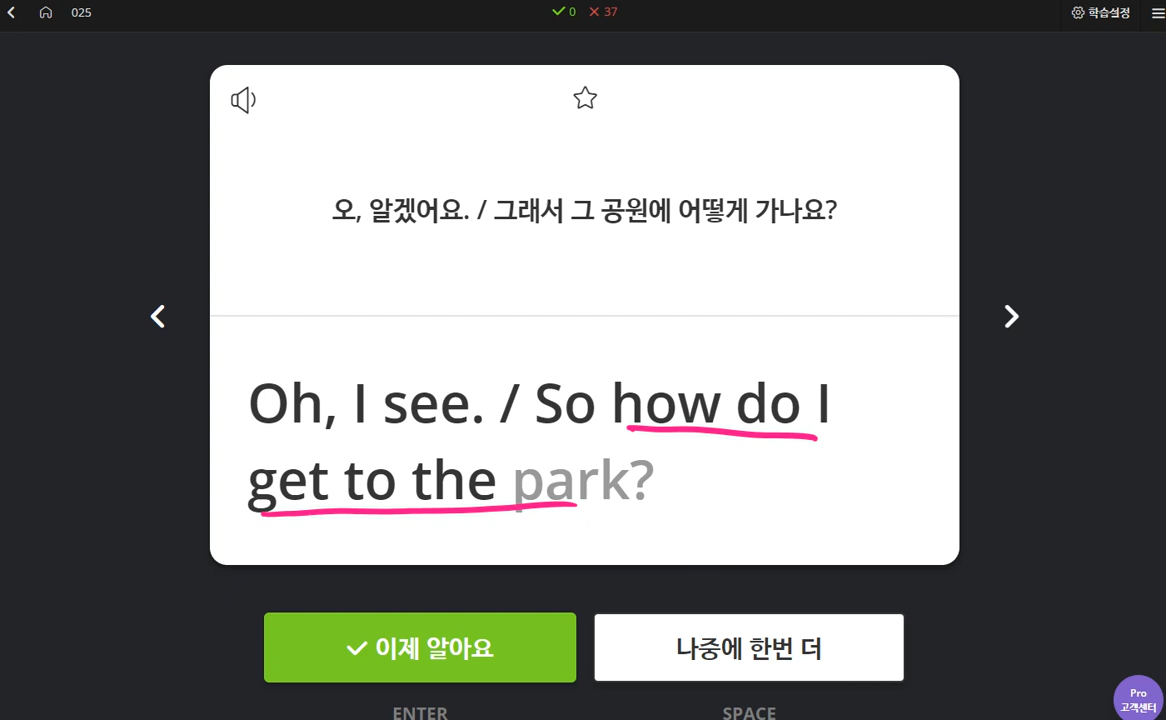 025
0
37
학습설정
오, 알겠어요. / 그래서 그 공원에 어떻게 가나요?
Oh, I see. / So how do I
get to the park?
이제 알아요
나중에 한번 더
ENTER
SPACE
Pro
고객센터